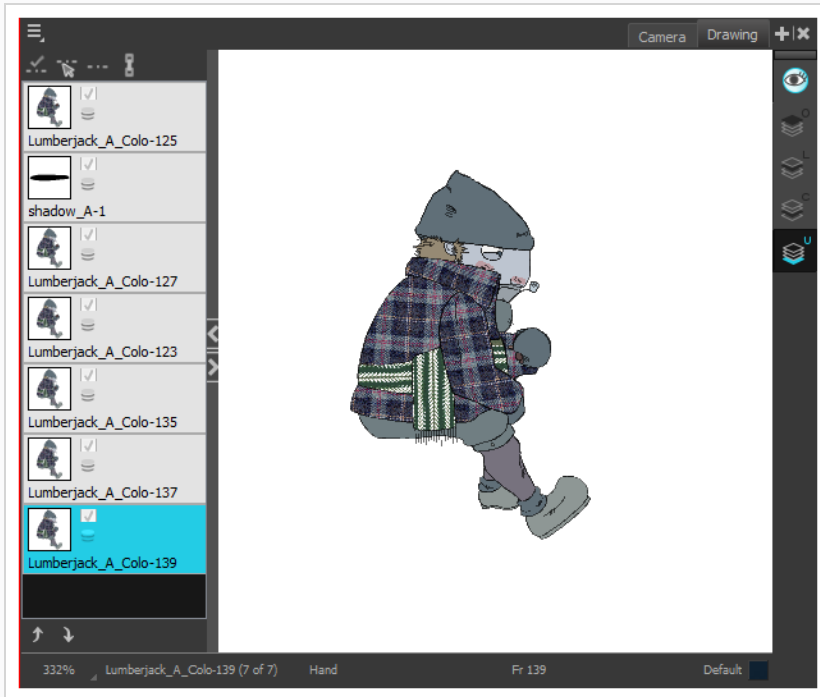 Camera
Drawing
Lumberjack_A_Colo-125
shadow_A-1
Lumberjack_A_Colo-127
Lumberjack_A_Colo-123
Lumberjack_A_Colo-135
Lumberjack_A_Colo-137
Lumberjack_A_Colo-139
O
L
C
U
332% Lumberjack_A_Colo-139 (7 of 7) Hand Fr 139 Default